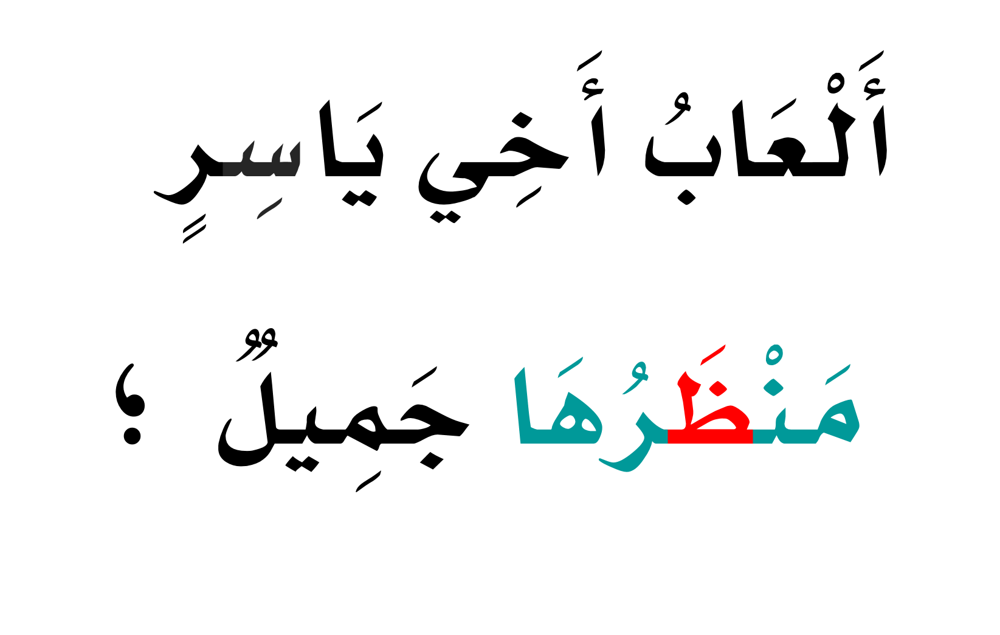 أَلْعَابُ أَخِي يَاسِرٍ
مَنْظَرُهَا جَمِيلٌ ؛